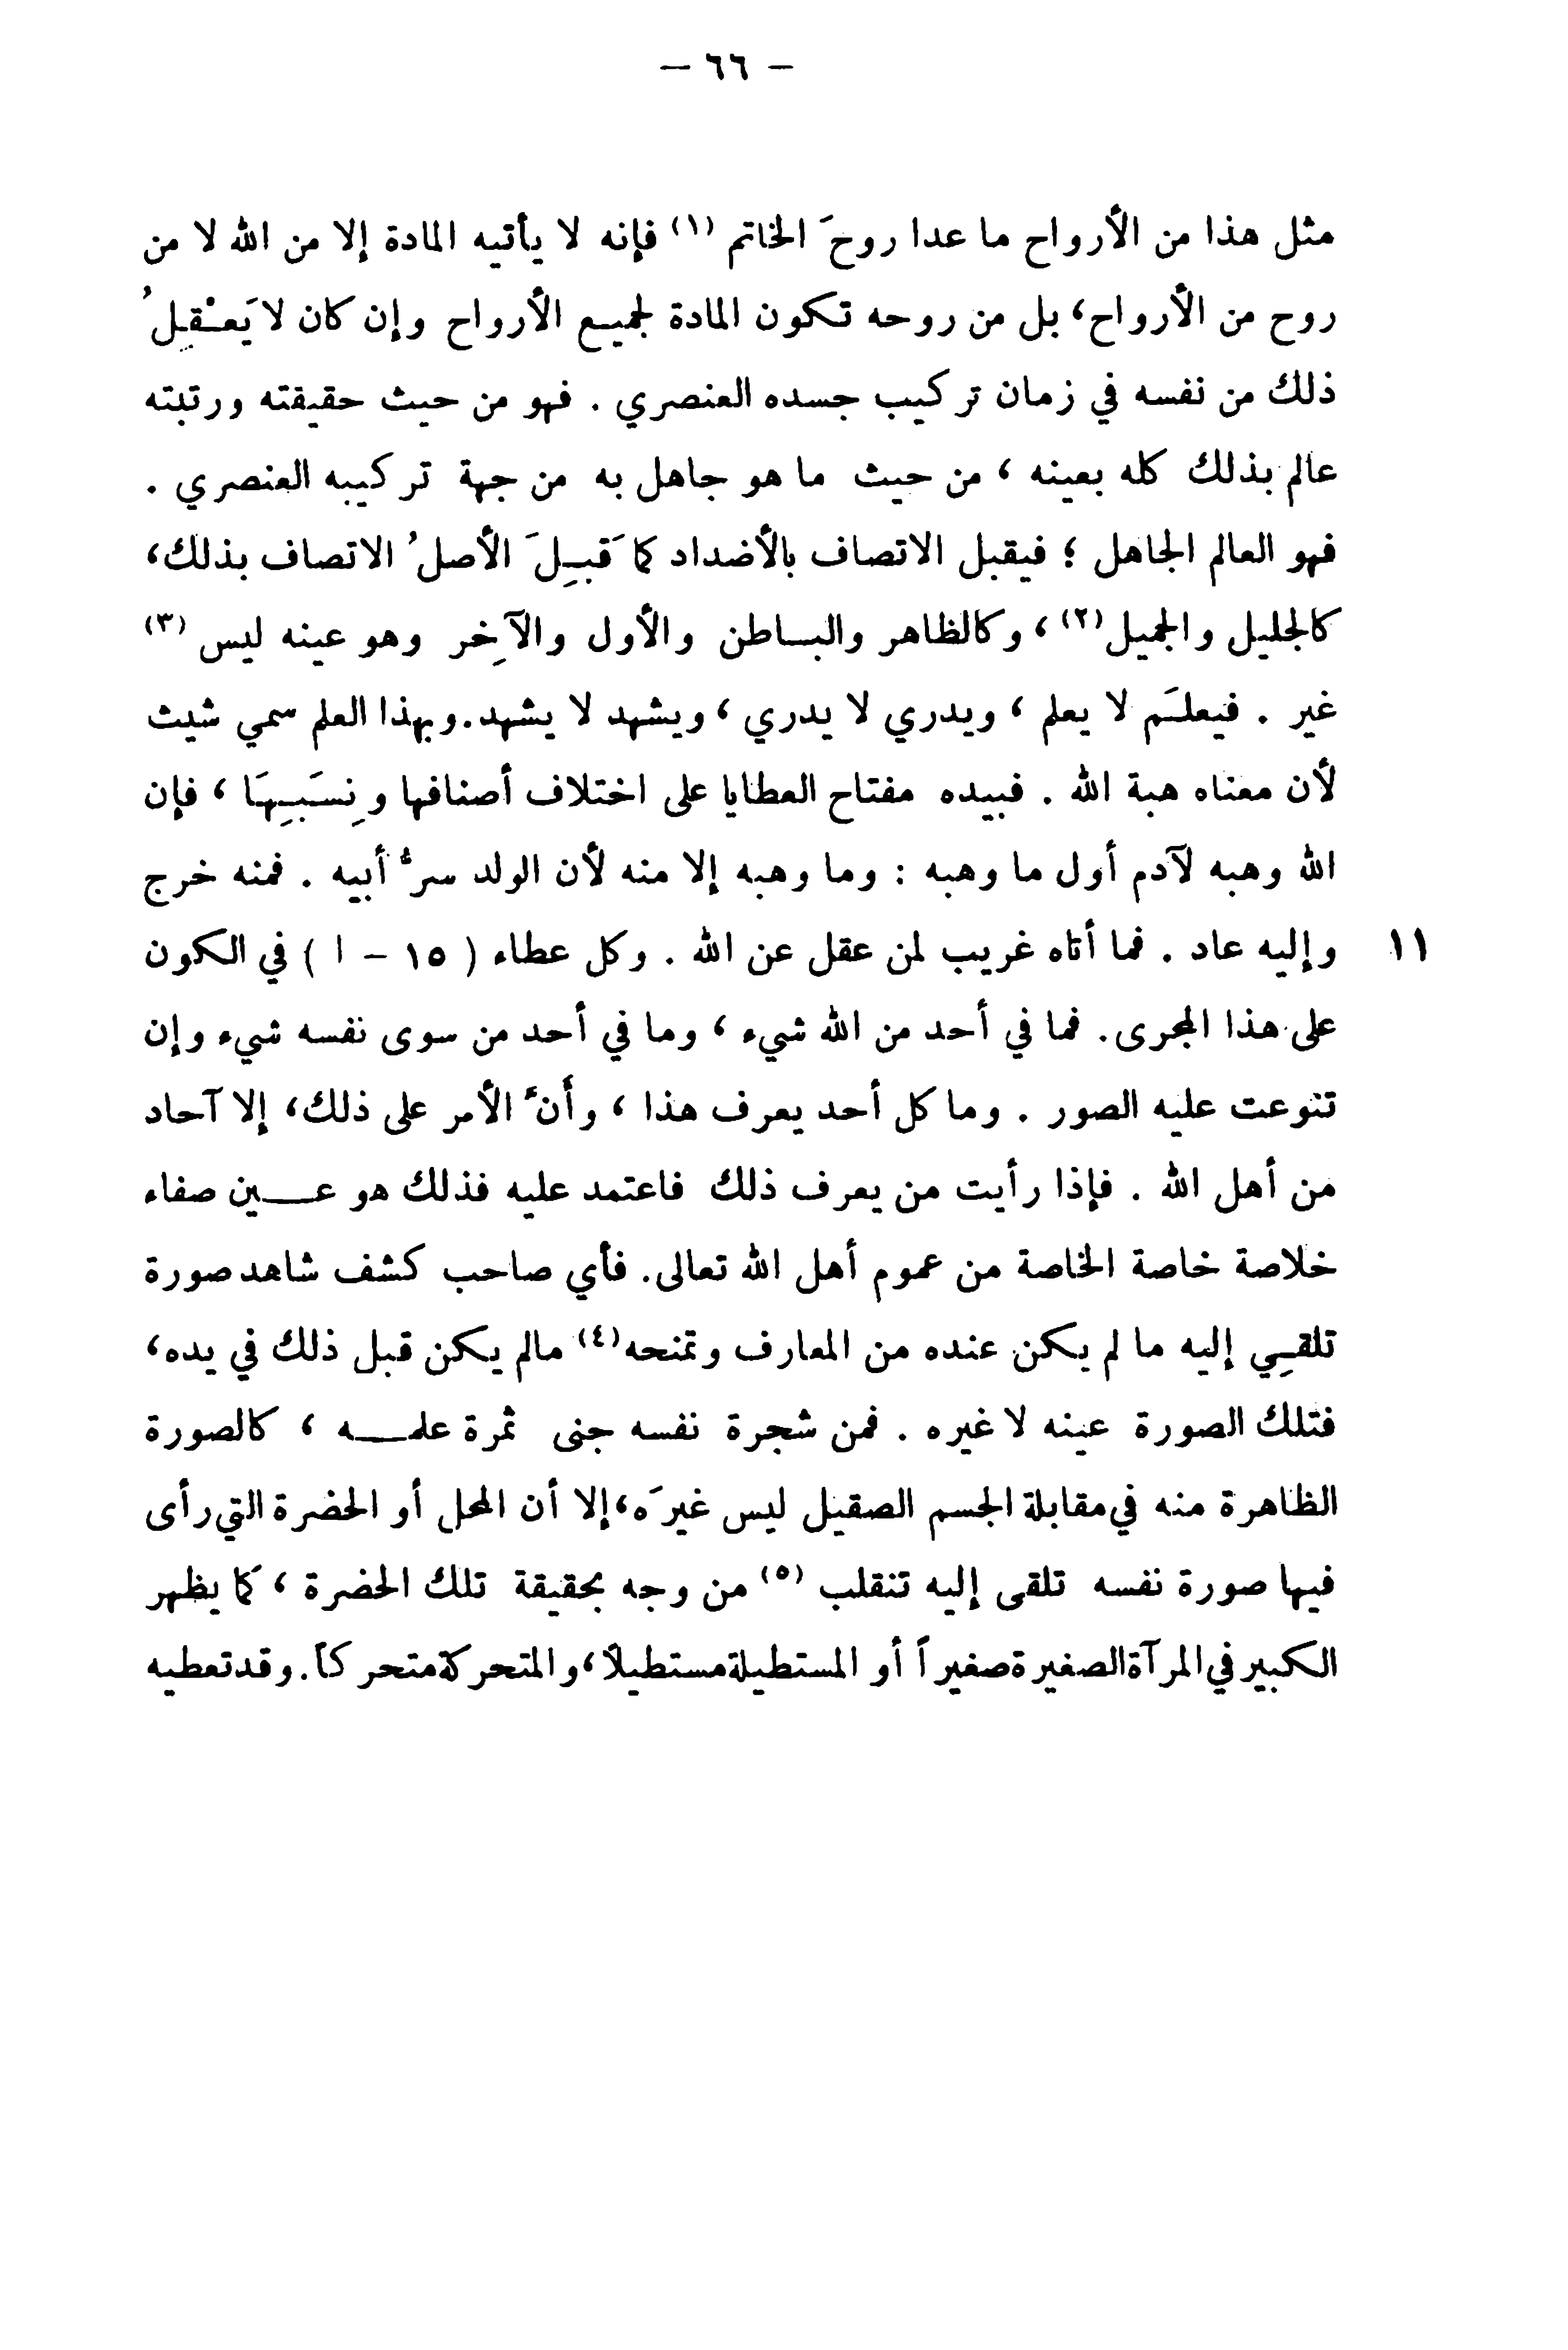 — ٦٦ —
مثل هذا من الأرواح ما عدا روحَ الخاتم (١) فإنه لا يأتيه المادة إلا من الله لا من
روح من الأرواح، بل من روحه تكون المادة لجميع الأرواح وإن كان لا يَعْقِلُ
ذلك من نفسه في زمان تركيب جسده العنصري . فهو من حيث حقيقته ورتبته
عالم بذلك كله بعينه ، من حيث ما هو جاهل به من جهة تركيبه العنصري .
فهو العالم الجاهل ؛ فيقبل الاتصاف بالأضداد كما قَبِلَ الأصلُ الاتصاف بذلك،
كالجليل والجميل (٢) ، وكالظاهر والبـاطن والأول والآخِر وهو عينه ليس (٣)
غير . فيعلَم لا يعلم ، ويدري لا يدري ، ويشهد لا يشهد. وبهذا العلم سمي شيث
لأن معناه هبة الله . فبيده مفتاح العطايا على اختلاف أصنافها ونِسَبِهَا ، فإن
الله وهبه لآدم أول ما وهبه : وما وهبه إلا منه لأن الولد سرُّ أبيه . فمنه خرج
١١ وإليه عاد . فما أتاه غريب لمن عقل عن الله . وكل عطاء ( ١٥ – ا ) في الكون
على هذا المجرى. فما في أحد من الله شيء ، وما في أحد من سوى نفسه شيء وإن
تنوعت عليه الصور . وما كل أحد يعرف هذا ، وأَنَّ الأمر على ذلك، إلا آحاد
من أهل الله . فإذا رأيت من يعرف ذلك فاعتمد عليه فذلك هو عـــين صفاء
خلاصة خاصة الخاصة من عموم أهل الله تعالى. فأي صاحب كشف شاهد صورة
تلقِي إليه ما لم يكن عنده من المعارف وتمنحه (٤) مالم يكن قبل ذلك في يده،
فتلك الصورة عينه لا غيره . فمن شجرة نفسه جنى ثمرة علمـــه ، كالصورة
الظاهرة منه في مقابلة الجسم الصقيل ليس غيرَه، إلا أن المحل أو الحضرة التي رأى
فيها صورة نفسه تلقى إليه تنقلب (٥) من وجه بحقيقة تلك الحضرة ، كما يظهر
الكبير في المرآة الصغيرة صغيراً أو المستطيلة مستطيلاً، والمتحركة متحركاً. وقد تعطيه